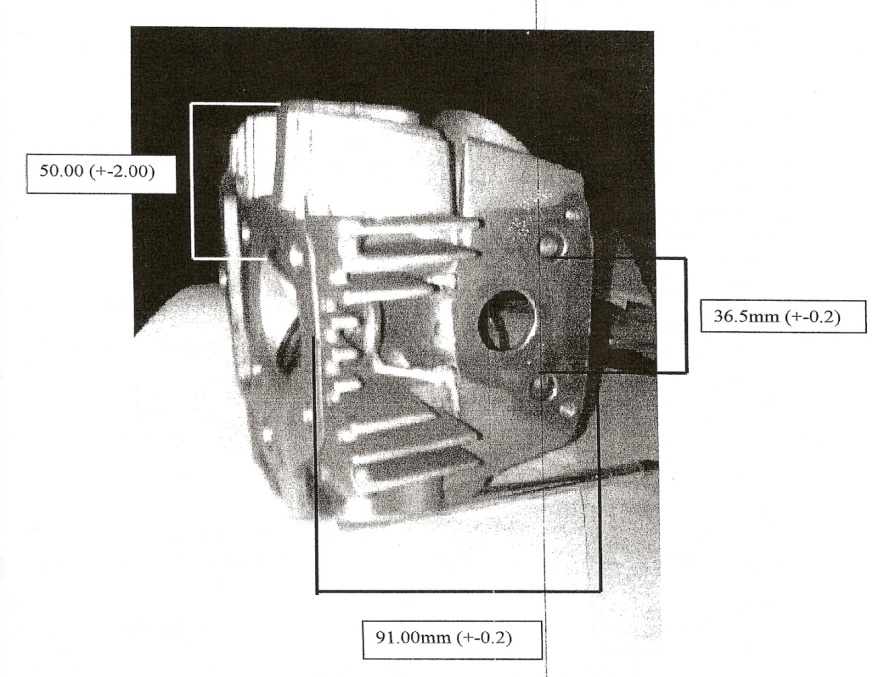 50.00 (+-2.00)
36.5mm (+-0.2)
91.00mm (+-0.2)